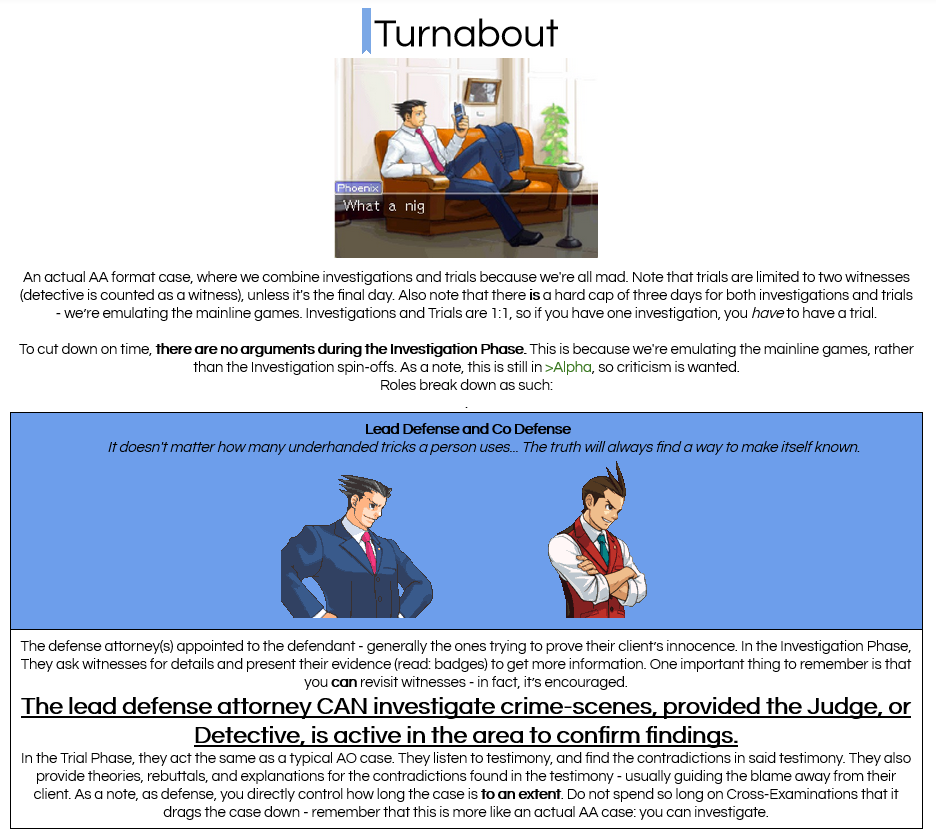 Turnabout
Phoenix
What a nig
An actual AA format case, where we combine investigations and trials because we're all mad. Note that trials are limited to two witnesses
(detective is counted as a witness), unless it's the final day. Also note that there is a hard cap of three days for both investigations and trials
- we're emulating the mainline games. Investigations and Trials are 1:1, so if you have one investigation, you have to have a trial.
To cut down on time, there are no arguments during the Investigation Phase. This is because we're emulating the mainline games, rather
than the Investigation spin-offs. As a note, this is still in >Alpha, so criticism is wanted.
Roles break down as such:
.
Lead Defense and Co Defense
It doesn't matter how many underhanded tricks a person uses... The truth will always find a way to make itself known.
The defense attorney(s) appointed to the defendant - generally the ones trying to prove their client's innocence. In the Investigation Phase,
They ask witnesses for details and present their evidence (read: badges) to get more information. One important thing to remember is that
you can revisit witnesses - in fact, it's encouraged.
The lead defense attorney CAN investigate crime-scenes, provided the Judge, or
Detective, is active in the area to confirm findings.
In the Trial Phase, they act the same as a typical AO case. They listen to testimony, and find the contradictions in said testimony. They also
provide theories, rebuttals, and explanations for the contradictions found in the testimony - usually guiding the blame away from their
client. As a note, as defense, you directly control how long the case is to an extent. Do not spend so long on Cross-Examinations that it
drags the case down - remember that this is more like an actual AA case: you can investigate.